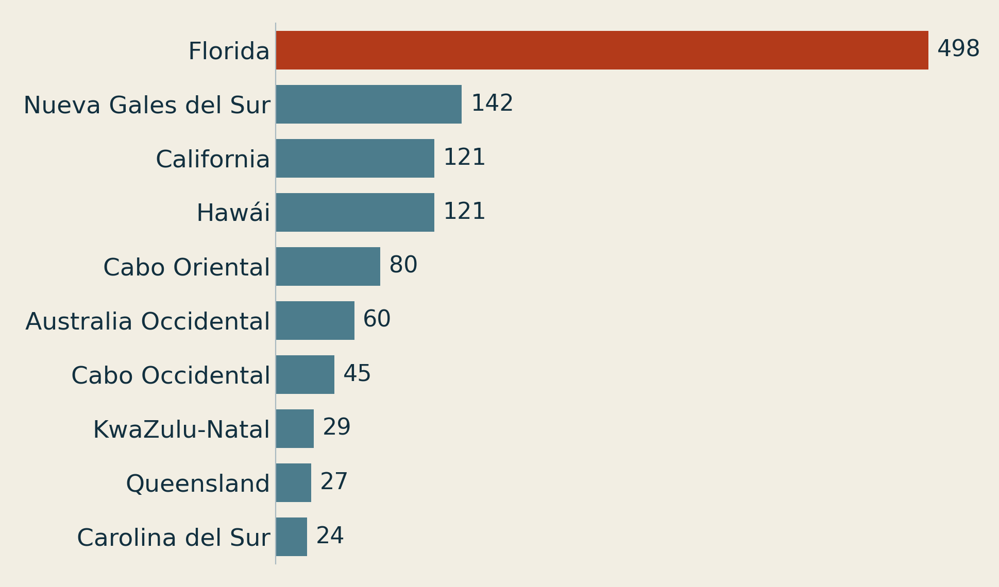 Florida 498
Nueva Gales del Sur 142
California 121
Hawái 121
Cabo Oriental 80
Australia Occidental 60
Cabo Occidental 45
KwaZulu-Natal 29
Queensland 27
Carolina del Sur 24